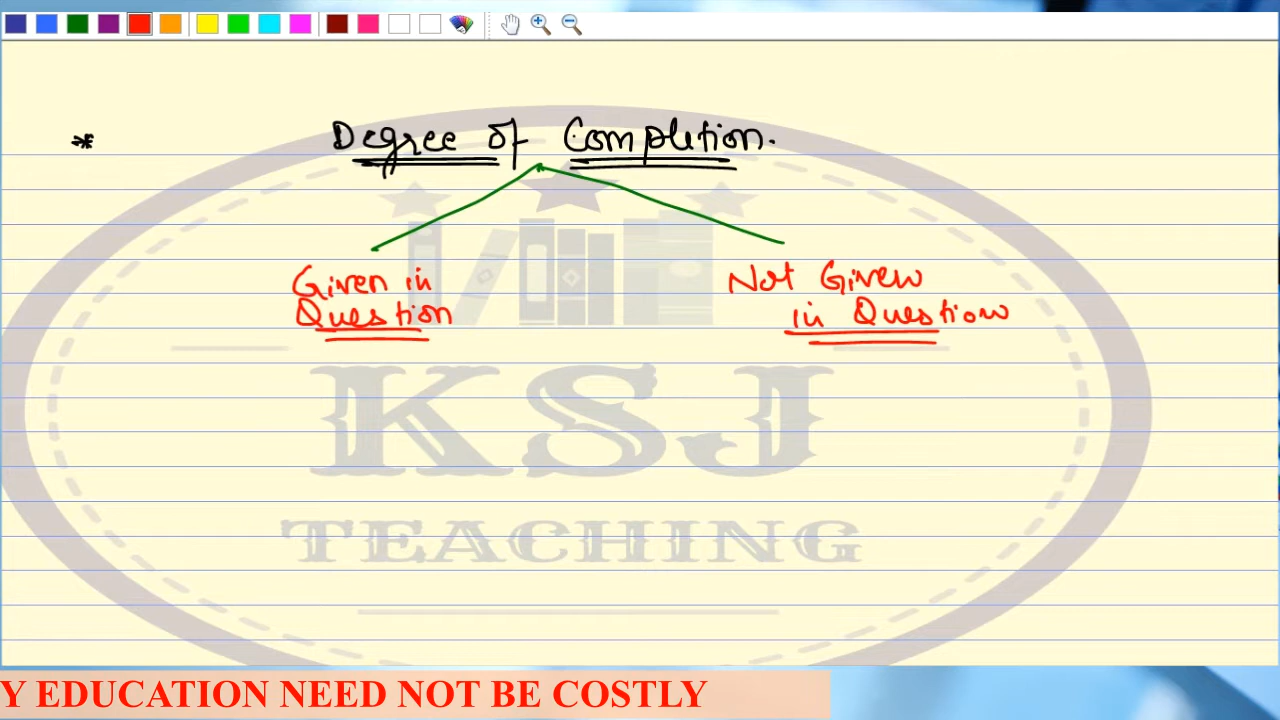 * Degree of Completion.
Given in
Question
Not Given
in Question
KSJ
TEACHING
Y EDUCATION NEED NOT BE COSTLY